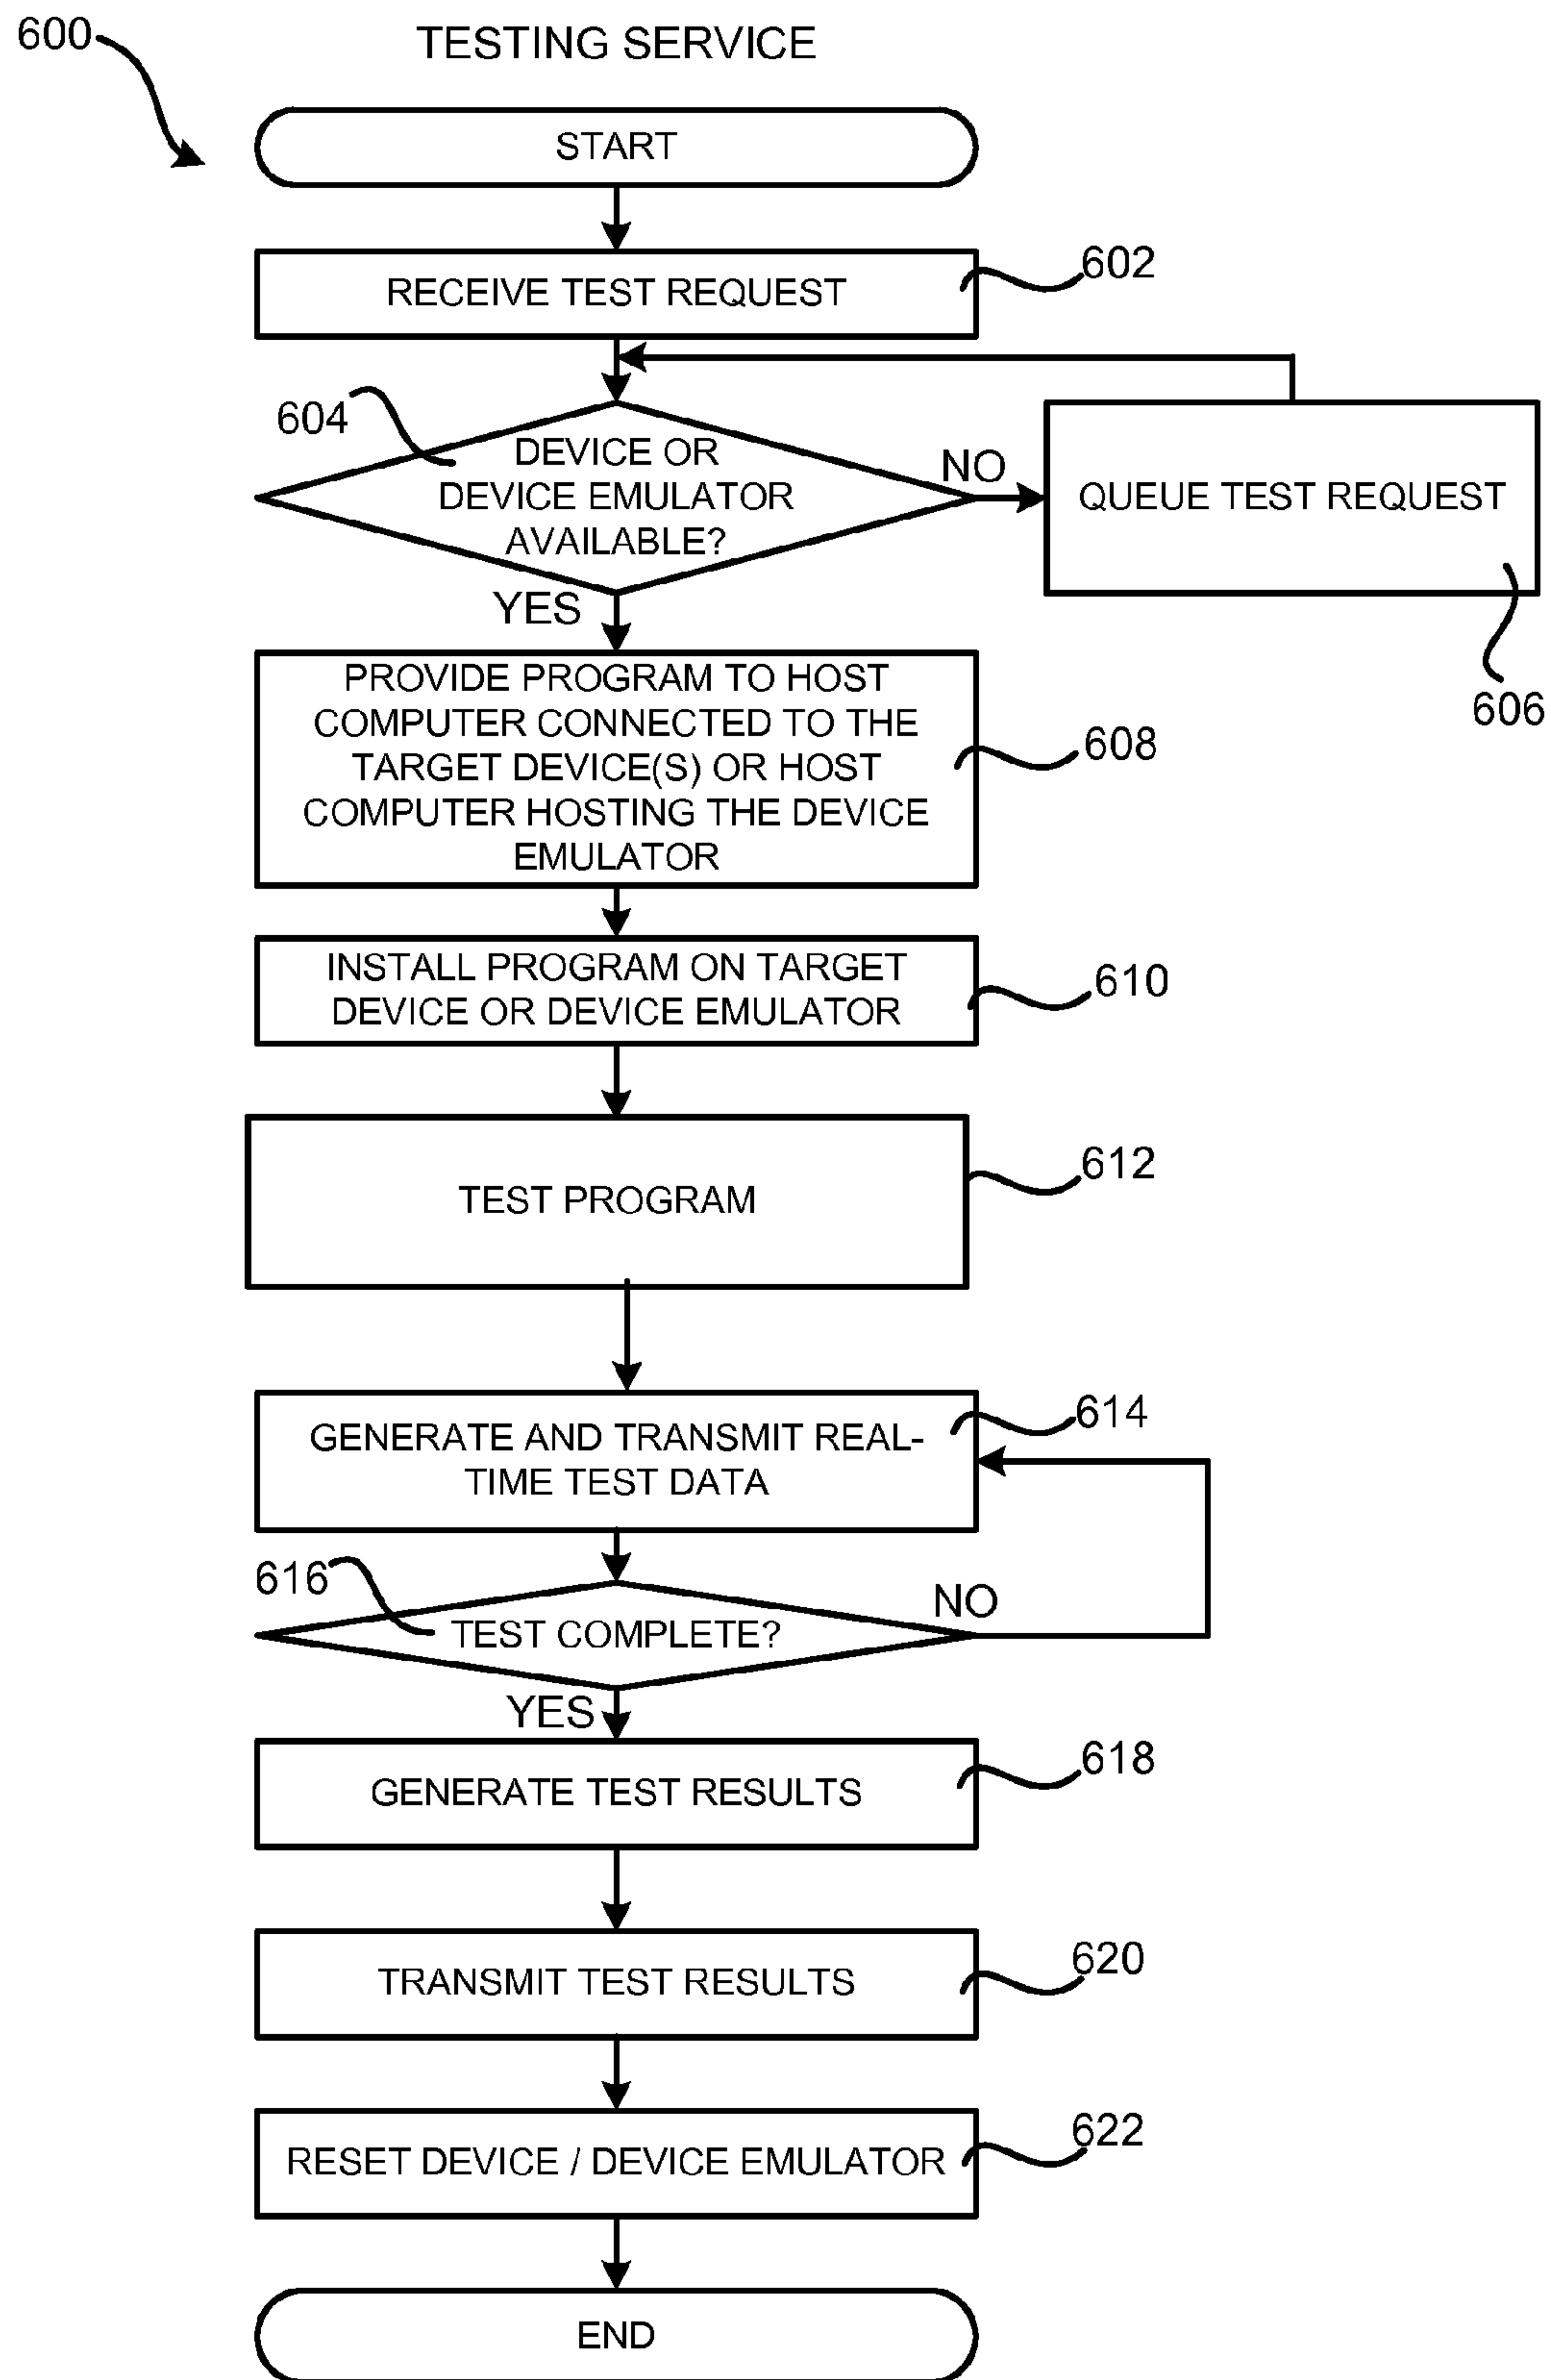 600
TESTING SERVICE
START
RECEIVE TEST REQUEST
602
604
DEVICE OR
DEVICE EMULATOR
AVAILABLE?
NO
QUEUE TEST REQUEST
606
YES
PROVIDE PROGRAM TO HOST
COMPUTER CONNECTED TO THE
TARGET DEVICE(S) OR HOST
COMPUTER HOSTING THE DEVICE
EMULATOR
608
INSTALL PROGRAM ON TARGET
DEVICE OR DEVICE EMULATOR
610
TEST PROGRAM
612
GENERATE AND TRANSMIT REAL-
TIME TEST DATA
614
616
TEST COMPLETE?
NO
YES
GENERATE TEST RESULTS
618
TRANSMIT TEST RESULTS
620
RESET DEVICE / DEVICE EMULATOR
622
END